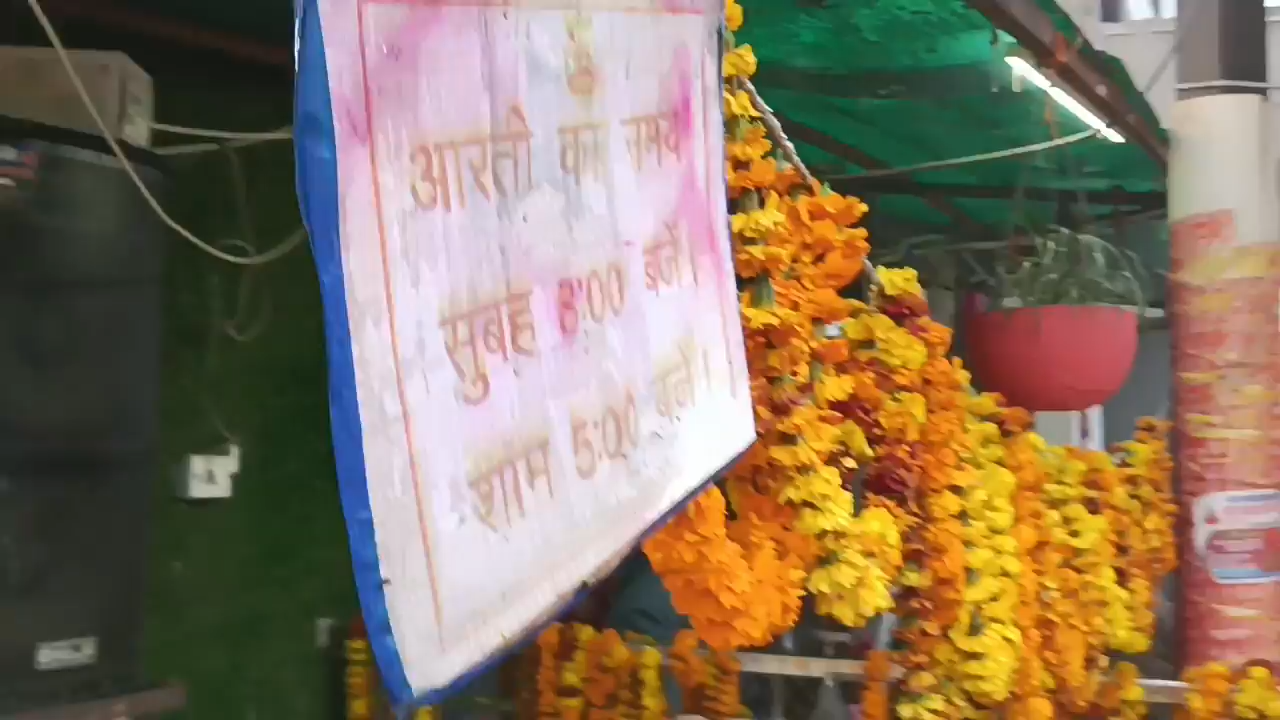 आरती का समय
सुबह 8:00 बजे।
शाम 5:00 बजे।